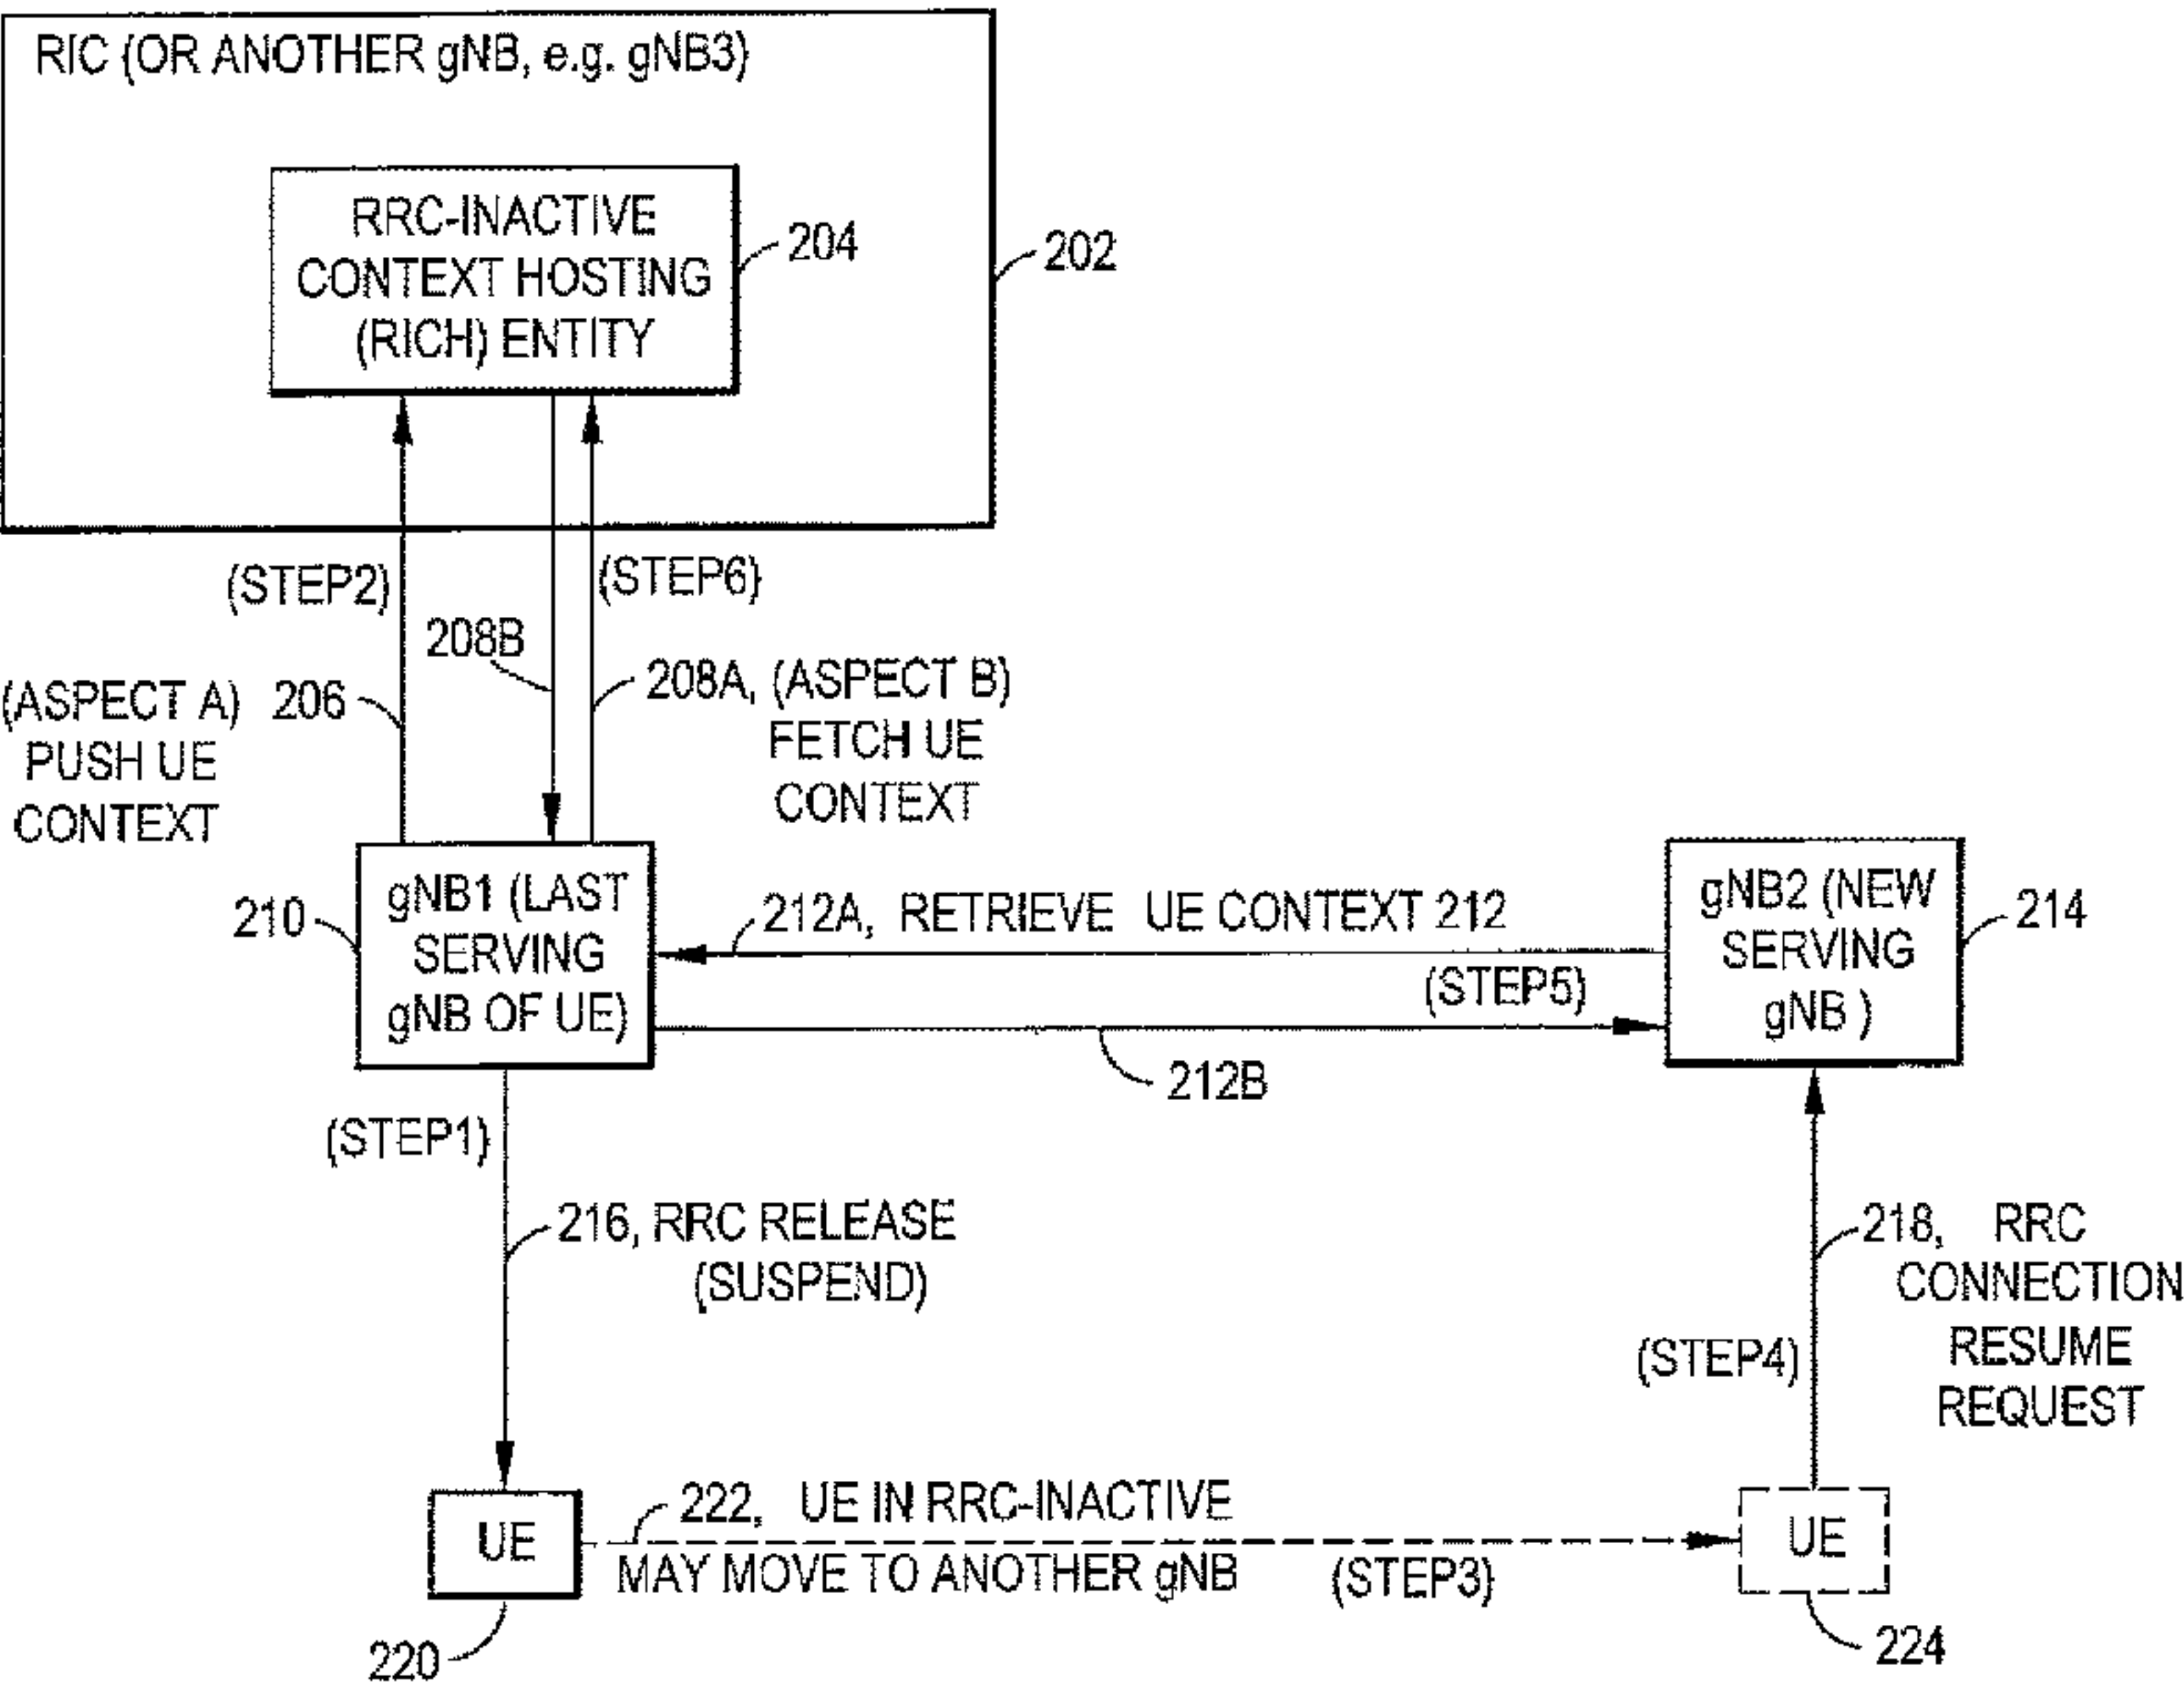 RIC (OR ANOTHER gNB, e.g. gNB3)
RRC-INACTIVE
CONTEXT HOSTING
(RICH) ENTITY
204
202
(STEP2)
(STEP6)
208B
(ASPECT A) 206
PUSH UE
CONTEXT
208A, (ASPECT B)
FETCH UE
CONTEXT
210
gNB1 (LAST
SERVING
gNB OF UE)
212A, RETRIEVE UE CONTEXT 212
(STEP5)
212B
gNB2 (NEW
SERVING
gNB )
214
(STEP1)
216, RRC RELEASE
(SUSPEND)
218, RRC
CONNECTION
RESUME
REQUEST
(STEP4)
UE
220
222, UE IN RRC-INACTIVE
MAY MOVE TO ANOTHER gNB
(STEP3)
UE
224